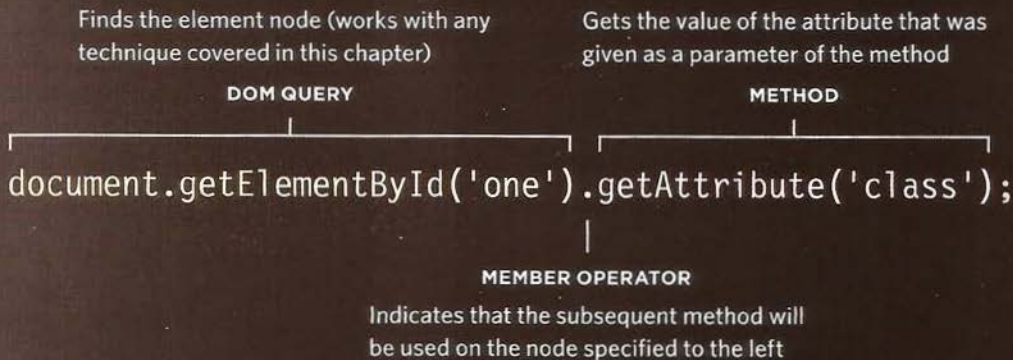 Finds the element node (works with any
technique covered in this chapter)
DOM QUERY
Gets the value of the attribute that was
given as a parameter of the method
METHOD
document.getElementById('one').getAttribute('class');
MEMBER OPERATOR
Indicates that the subsequent method will
be used on the node specified to the left